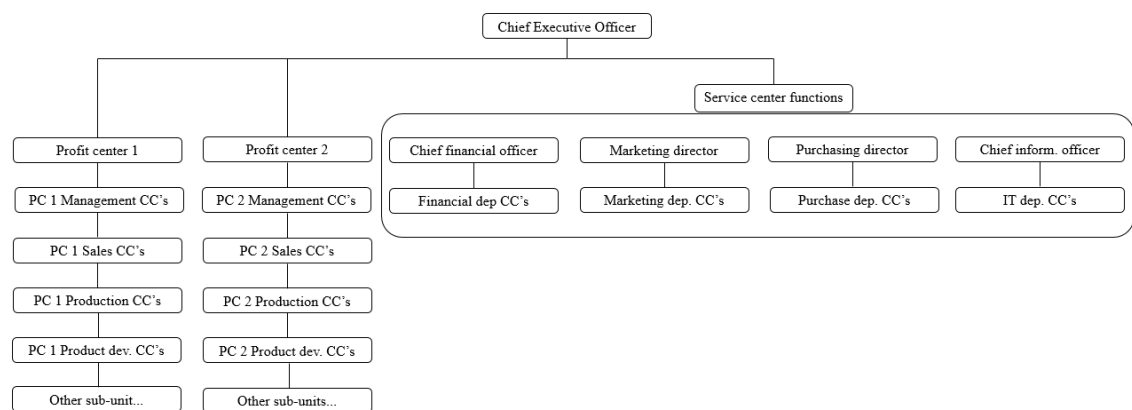 Chief Executive Officer
Service center functions
Profit center 1
Profit center 2
Chief financial officer
Marketing director
Purchasing director
Chief inform. officer
PC 1 Management CC’s
PC 2 Management CC’s
Financial dep CC’s
Marketing dep. CC’s
Purchase dep. CC’s
IT dep. CC’s
PC 1 Sales CC’s
PC 2 Sales CC’s
PC 1 Production CC’s
PC 2 Production CC’s
PC 1 Product dev. CC’s
PC 2 Product dev. CC’s
Other sub-unit...
Other sub-units...